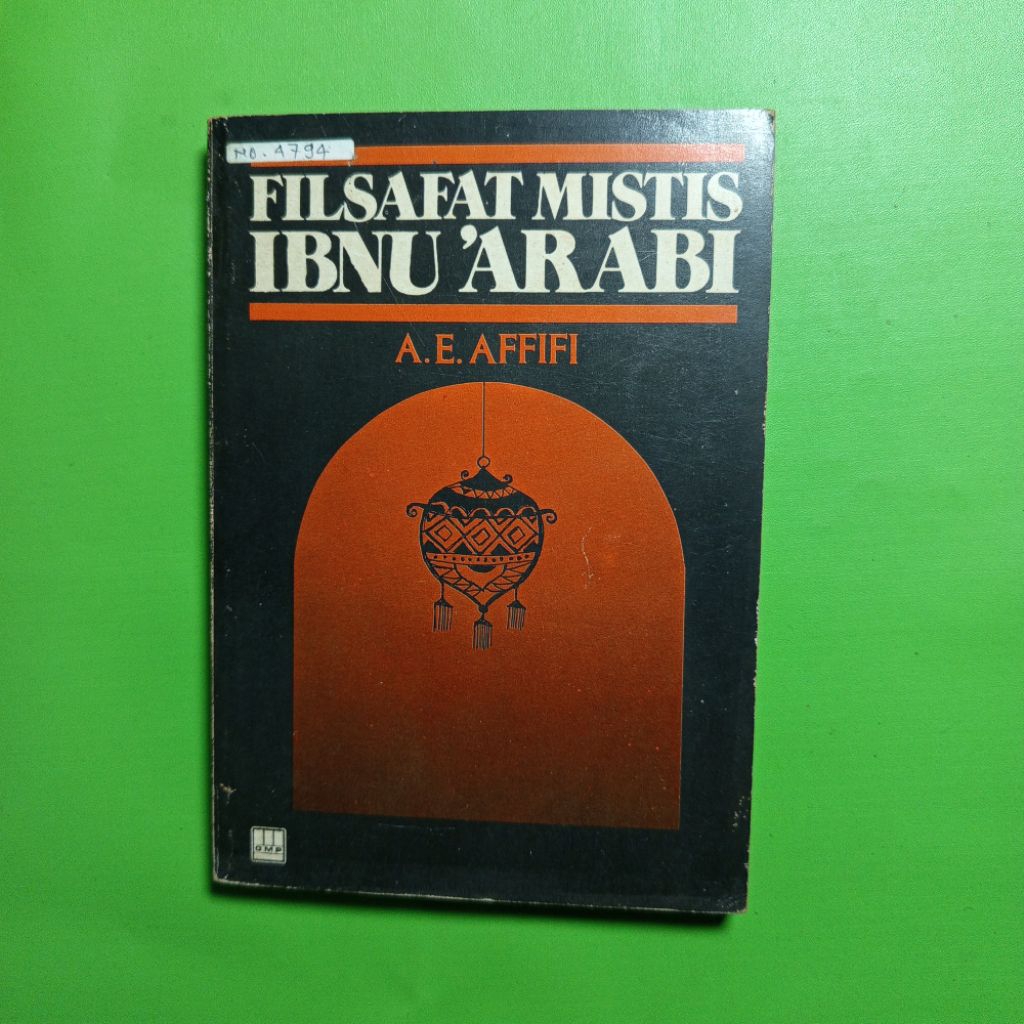 NO. 4794
FILSAFAT MISTIS
IBNU 'ARABI
A. E. AFFIFI
GMP